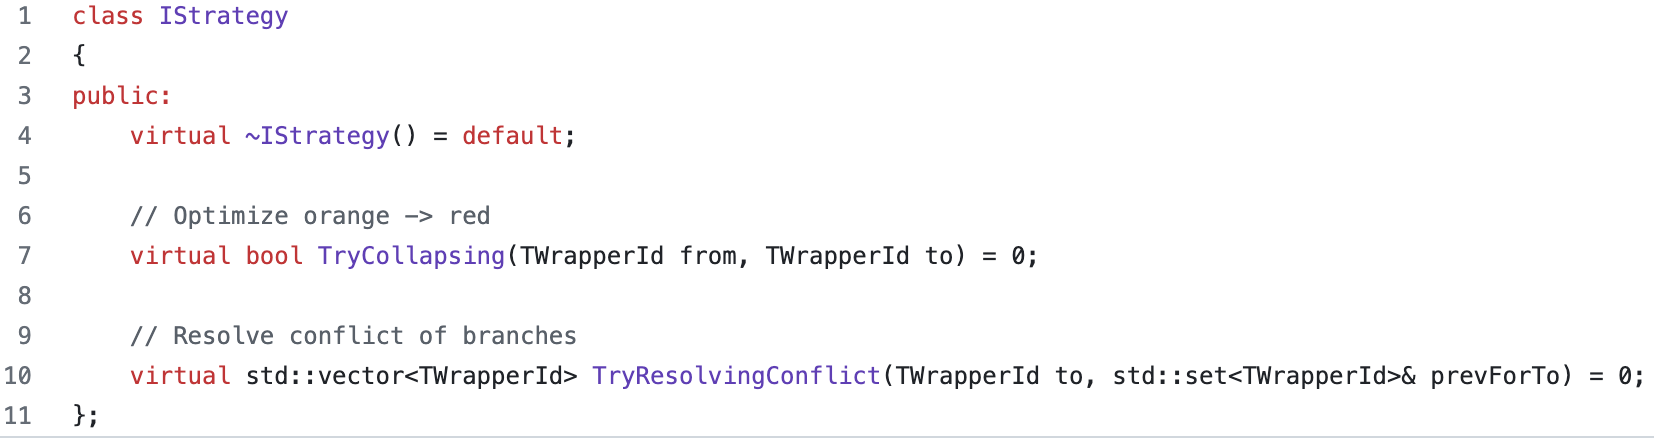 1 class IStrategy
2 {
3 public:
4 virtual ~IStrategy() = default;
5
6 // Optimize orange -> red
7 virtual bool TryCollapsing(TWrapperId from, TWrapperId to) = 0;
8
9 // Resolve conflict of branches
10 virtual std::vector<TWrapperId> TryResolvingConflict(TWrapperId to, std::set<TWrapperId>& prevForTo) = 0;
11 };